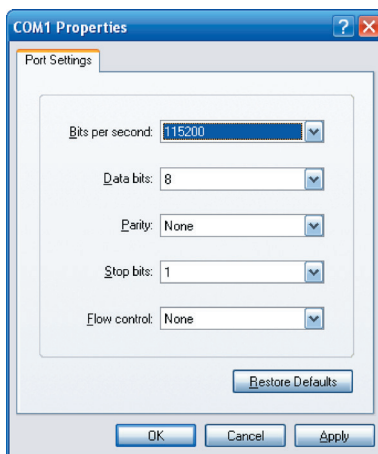 COM1 Properties
Port Settings
Bits per second: 115200
Data bits: 8
Parity: None
Stop bits: 1
Flow control: None
Restore Defaults
OK Cancel Apply